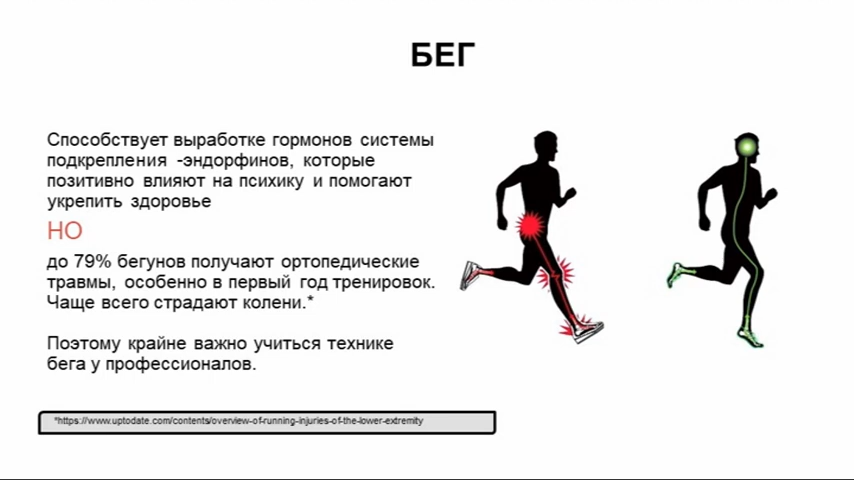 БЕГ
Способствует выработке гормонов системы
подкрепления -эндорфинов, которые
позитивно влияют на психику и помогают
укрепить здоровье
НО
до 79% бегунов получают ортопедические
травмы, особенно в первый год тренировок.
Чаще всего страдают колени.*
Поэтому крайне важно учиться технике
бега у профессионалов.
*https://www.uptodate.com/contents/overview-of-running-injuries-of-the-lower-extremity